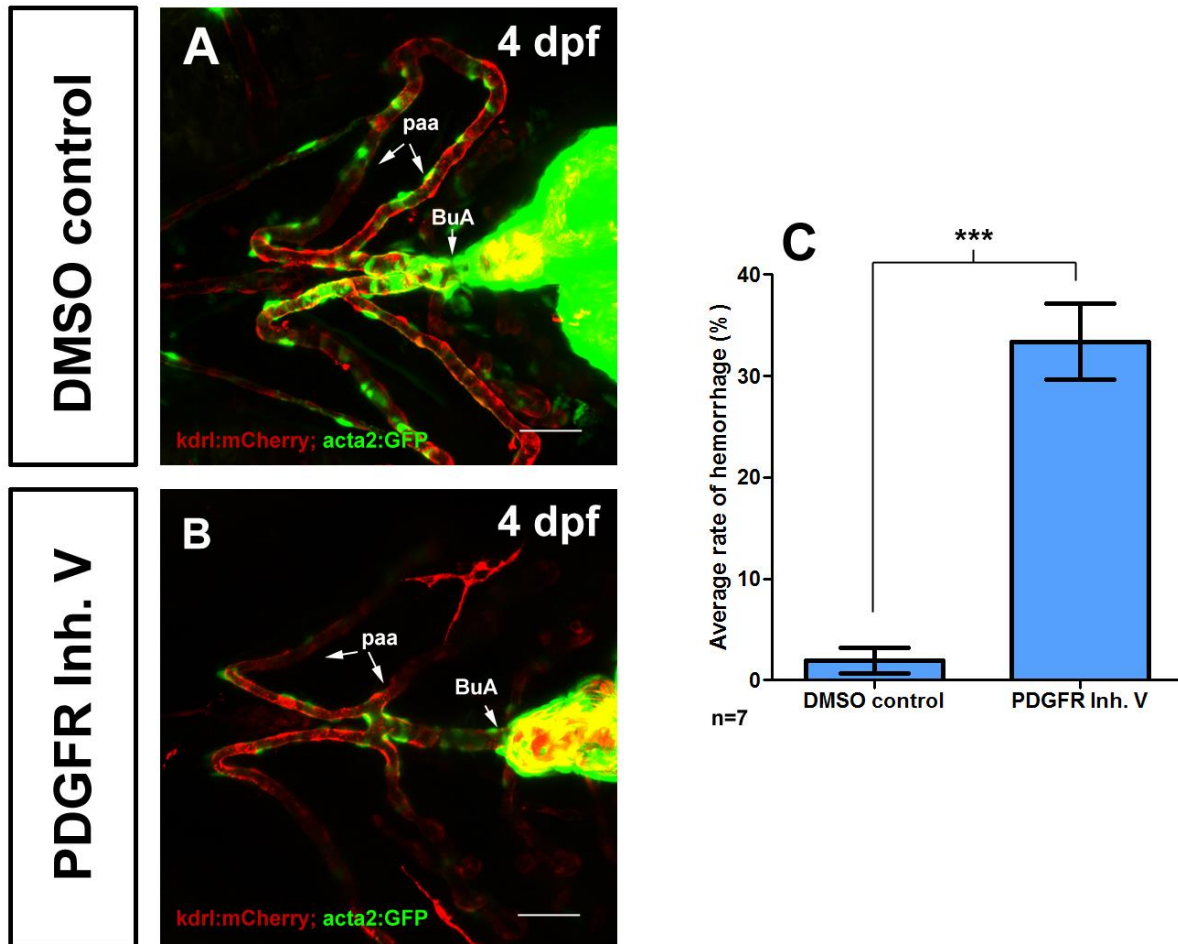 DMSO control
A
4 dpf
paa
BuA
kdrl:mCherry; acta2:GFP
PDGFR Inh. V
B
4 dpf
paa
BuA
kdrl:mCherry; acta2:GFP
C
***
Average rate of hemorrhage (%)
40
30
20
10
0
DMSO control
PDGFR Inh. V
n=7